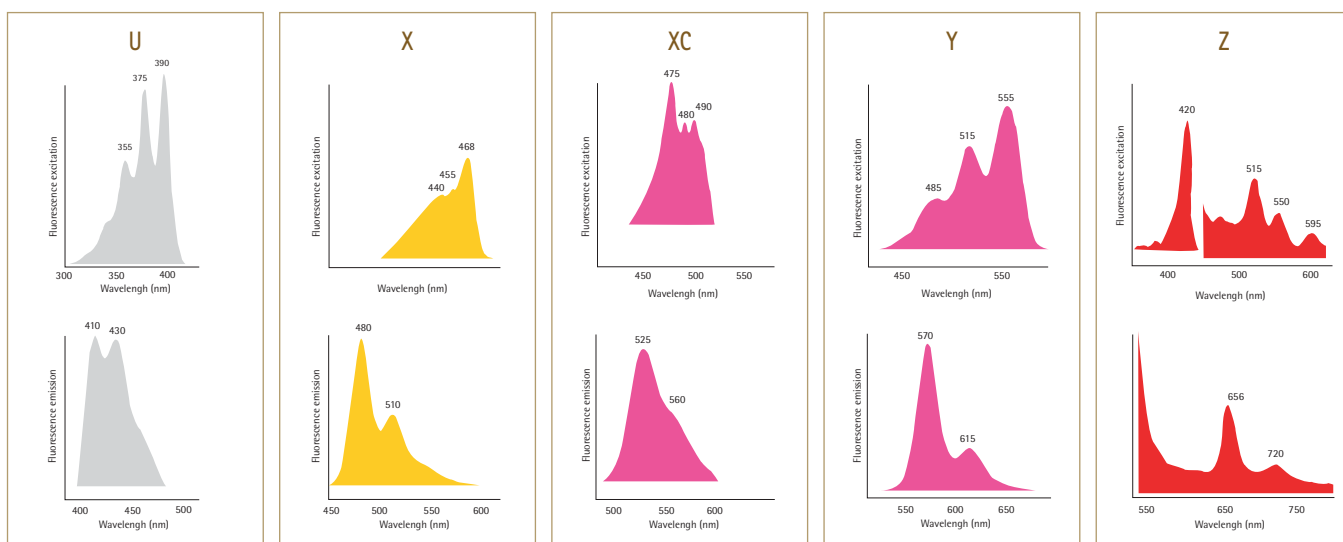 U
390
375
355
Fluorescence excitation
300 350 400
Wavelengh (nm)
410 430
Fluorescence emission
400 450 500
Wavelengh (nm)
X
468
455
440
Fluorescence excitation
Wavelengh (nm)
480
510
Fluorescence emission
450 500 550 600
Wavelengh (nm)
XC
475
490
480
Fluorescence excitation
450 500 550
Wavelengh (nm)
525
560
Fluorescence emission
500 550 600
Wavelengh (nm)
Y
555
515
485
Fluorescence excitation
450 550
Wavelengh (nm)
570
615
Fluorescence emission
550 600 650
Wavelengh (nm)
Z
420
515
550
595
Fluorescence excitation
400 500 600
Wavelengh (nm)
656
720
Fluorescence emission
550 650 750
Wavelengh (nm)